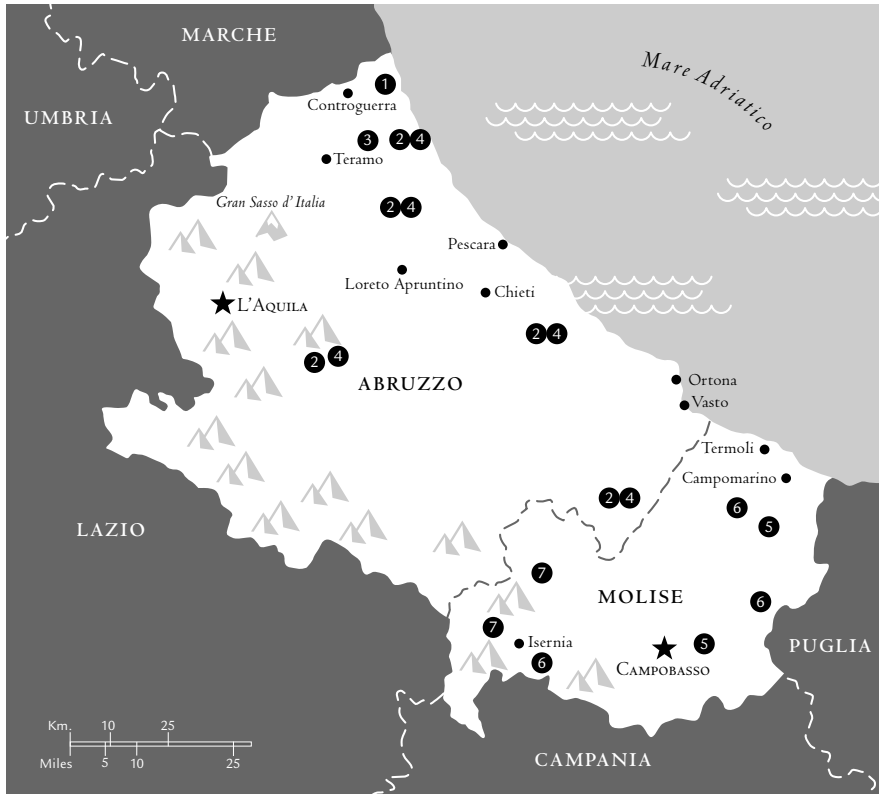 MARCHE
Mare Adriatico
UMBRIA
1
Controguerra
3
2 4
Teramo
Gran Sasso d'Italia
2 4
Pescara
Loreto Apruntino
Chieti
L'AQUILA
2 4
2 4
ABRUZZO
Ortona
Vasto
Termoli
Campomarino
2 4
6
5
LAZIO
7
MOLISE
6
7
Isernia
5
PUGLIA
6
CAMPOBASSO
Km. 10 25
Miles 5 10 25
CAMPANIA